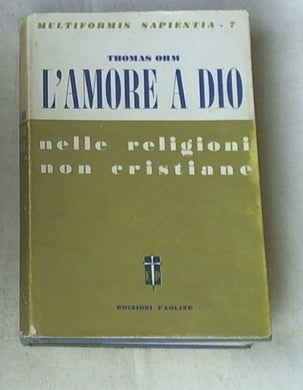 MULTIFORMIS SAPIENTIA - 7
THOMAS OHM
L'AMORE A DIO
nelle religioni
non cristiane
EDIZIONI PAOLINE